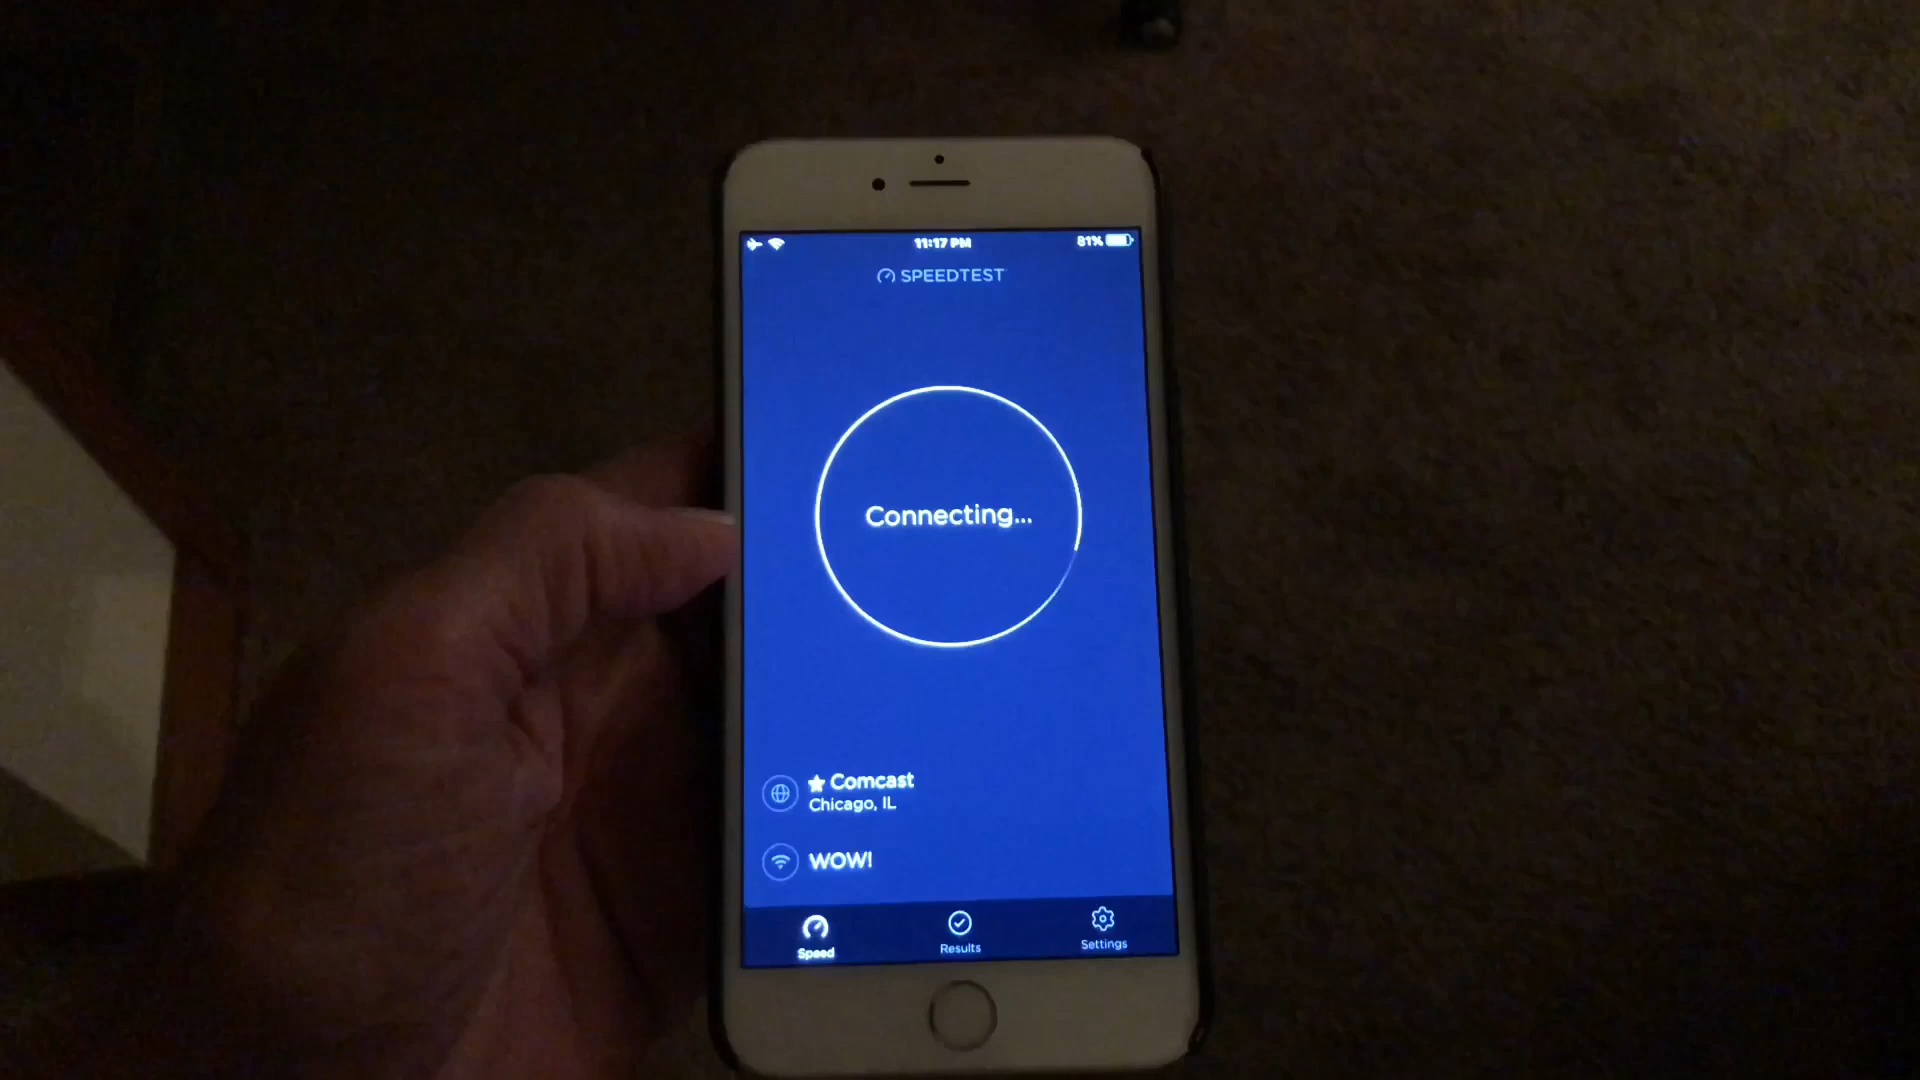 11:17 PM
81%
SPEEDTEST
Connecting...
Comcast
Chicago, IL
WOW!
Speed
Results
Settings